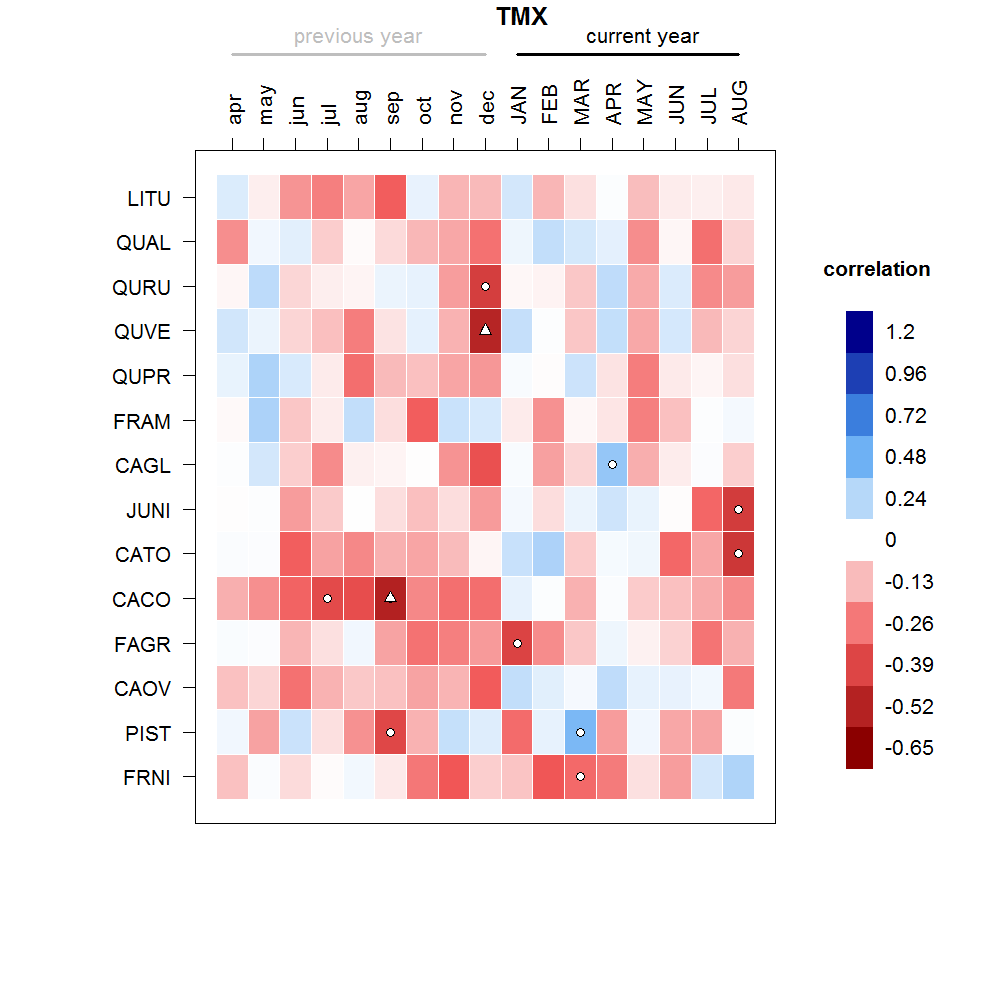 TMX
previous year current year
apr may jun jul aug sep oct nov dec JAN FEB MAR APR MAY JUN JUL AUG
LITU
QUAL
QURU
QUVE
QUPR
FRAM
CAGL
JUNI
CATO
CACO
FAGR
CAOV
PIST
FRNI
correlation
1.2
0.96
0.72
0.48
0.24
0
-0.13
-0.26
-0.39
-0.52
-0.65